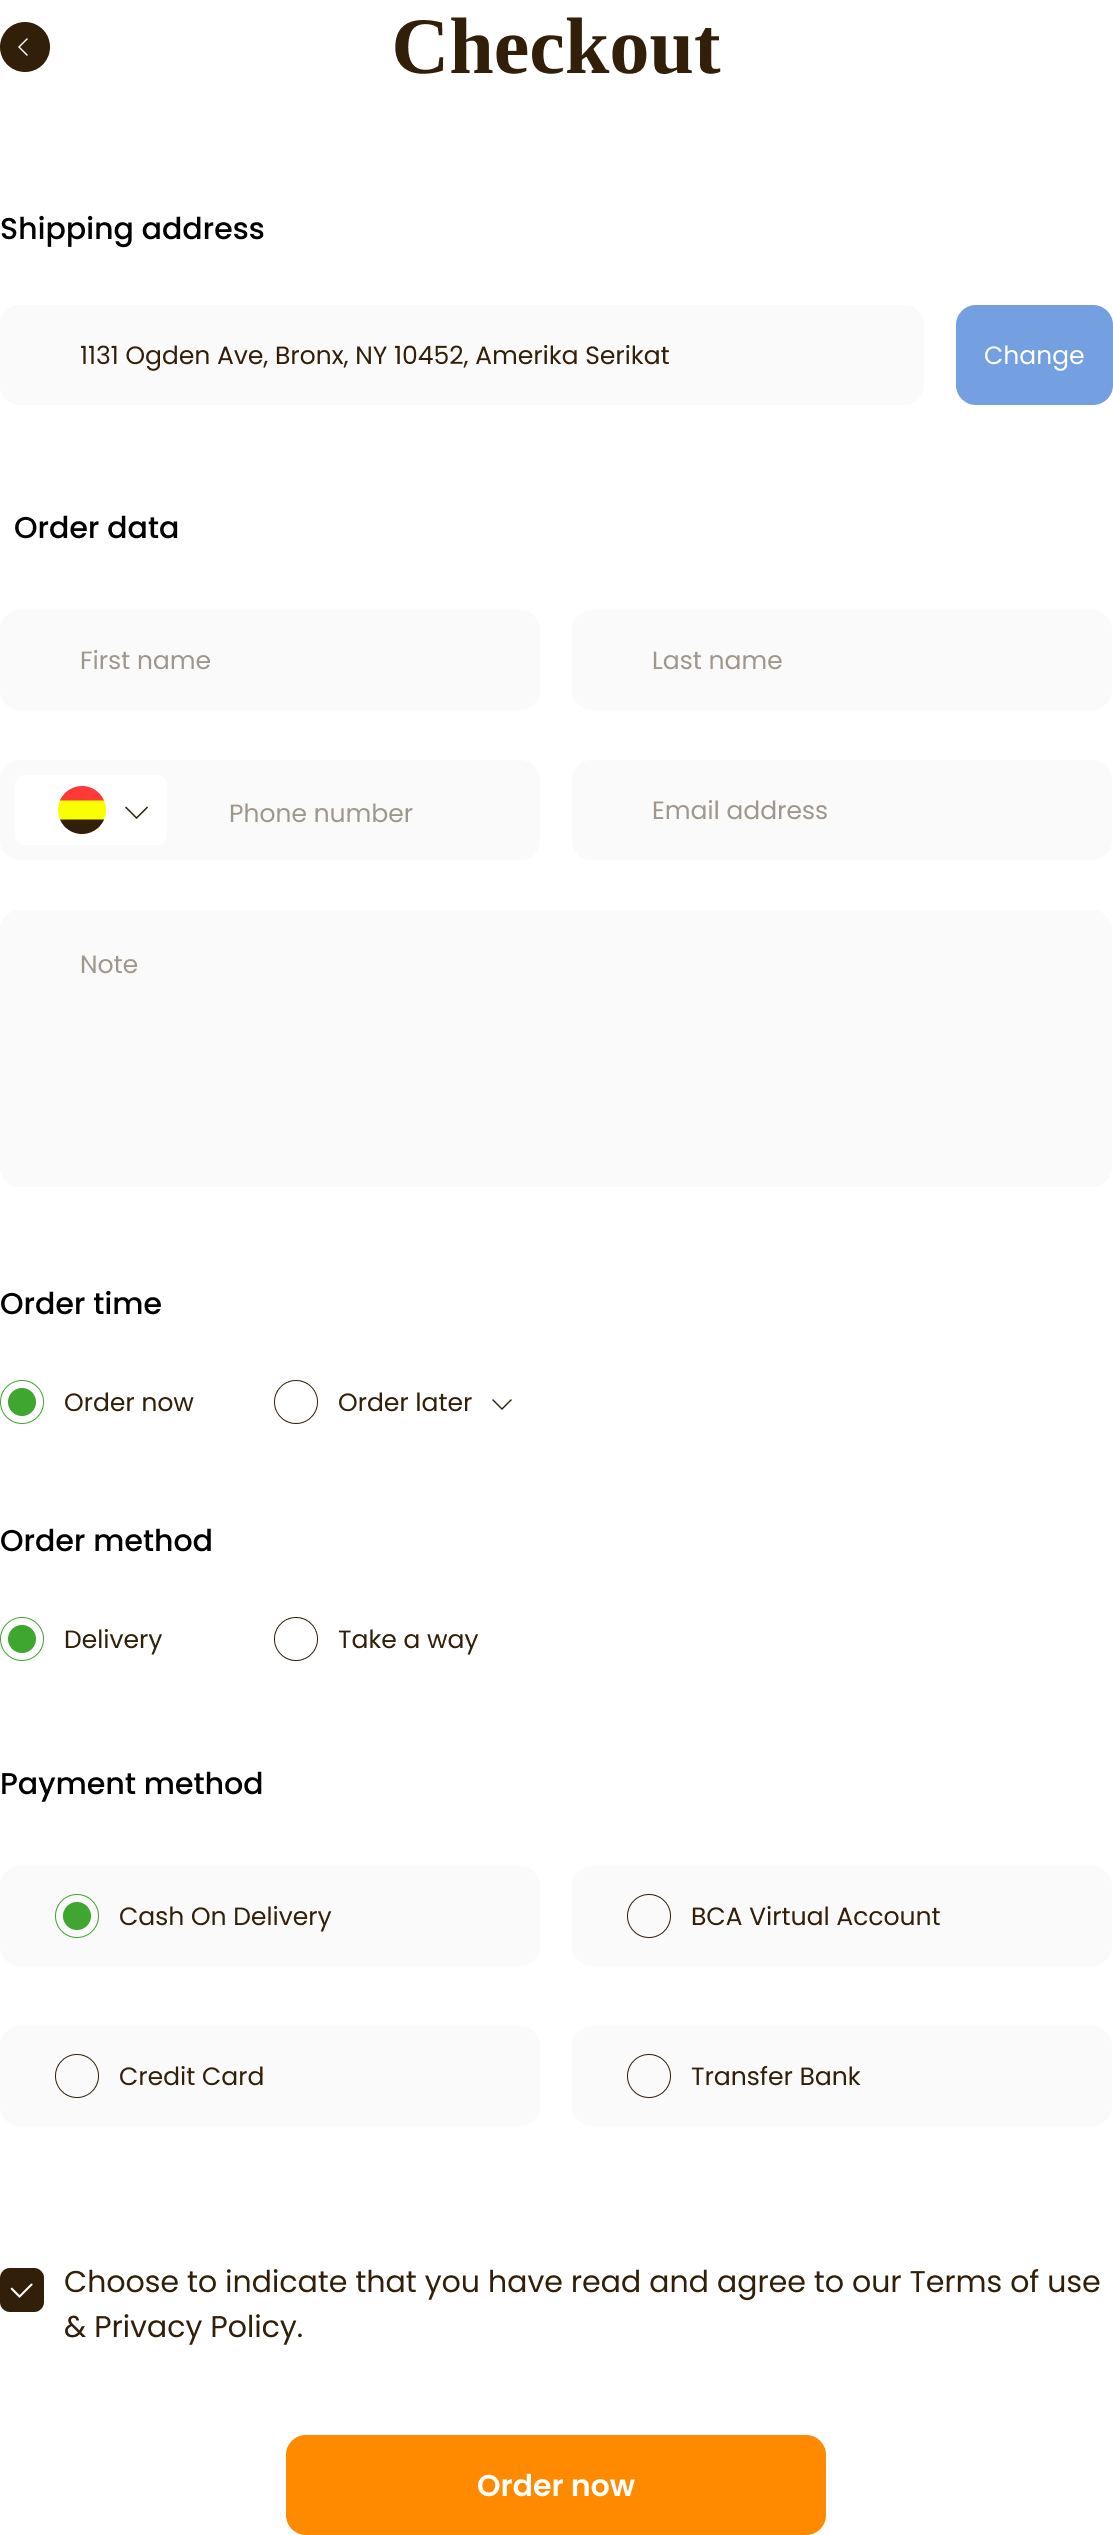 Checkout
Shipping address
1131 Ogden Ave, Bronx, NY 10452, Amerika Serikat
Change
Order data
First name
Last name
Phone number
Email address
Note
Order time
Order now
Order later
Order method
Delivery
Take a way
Payment method
Cash On Delivery
BCA Virtual Account
Credit Card
Transfer Bank
Choose to indicate that you have read and agree to our Terms of use
& Privacy Policy.
Order now